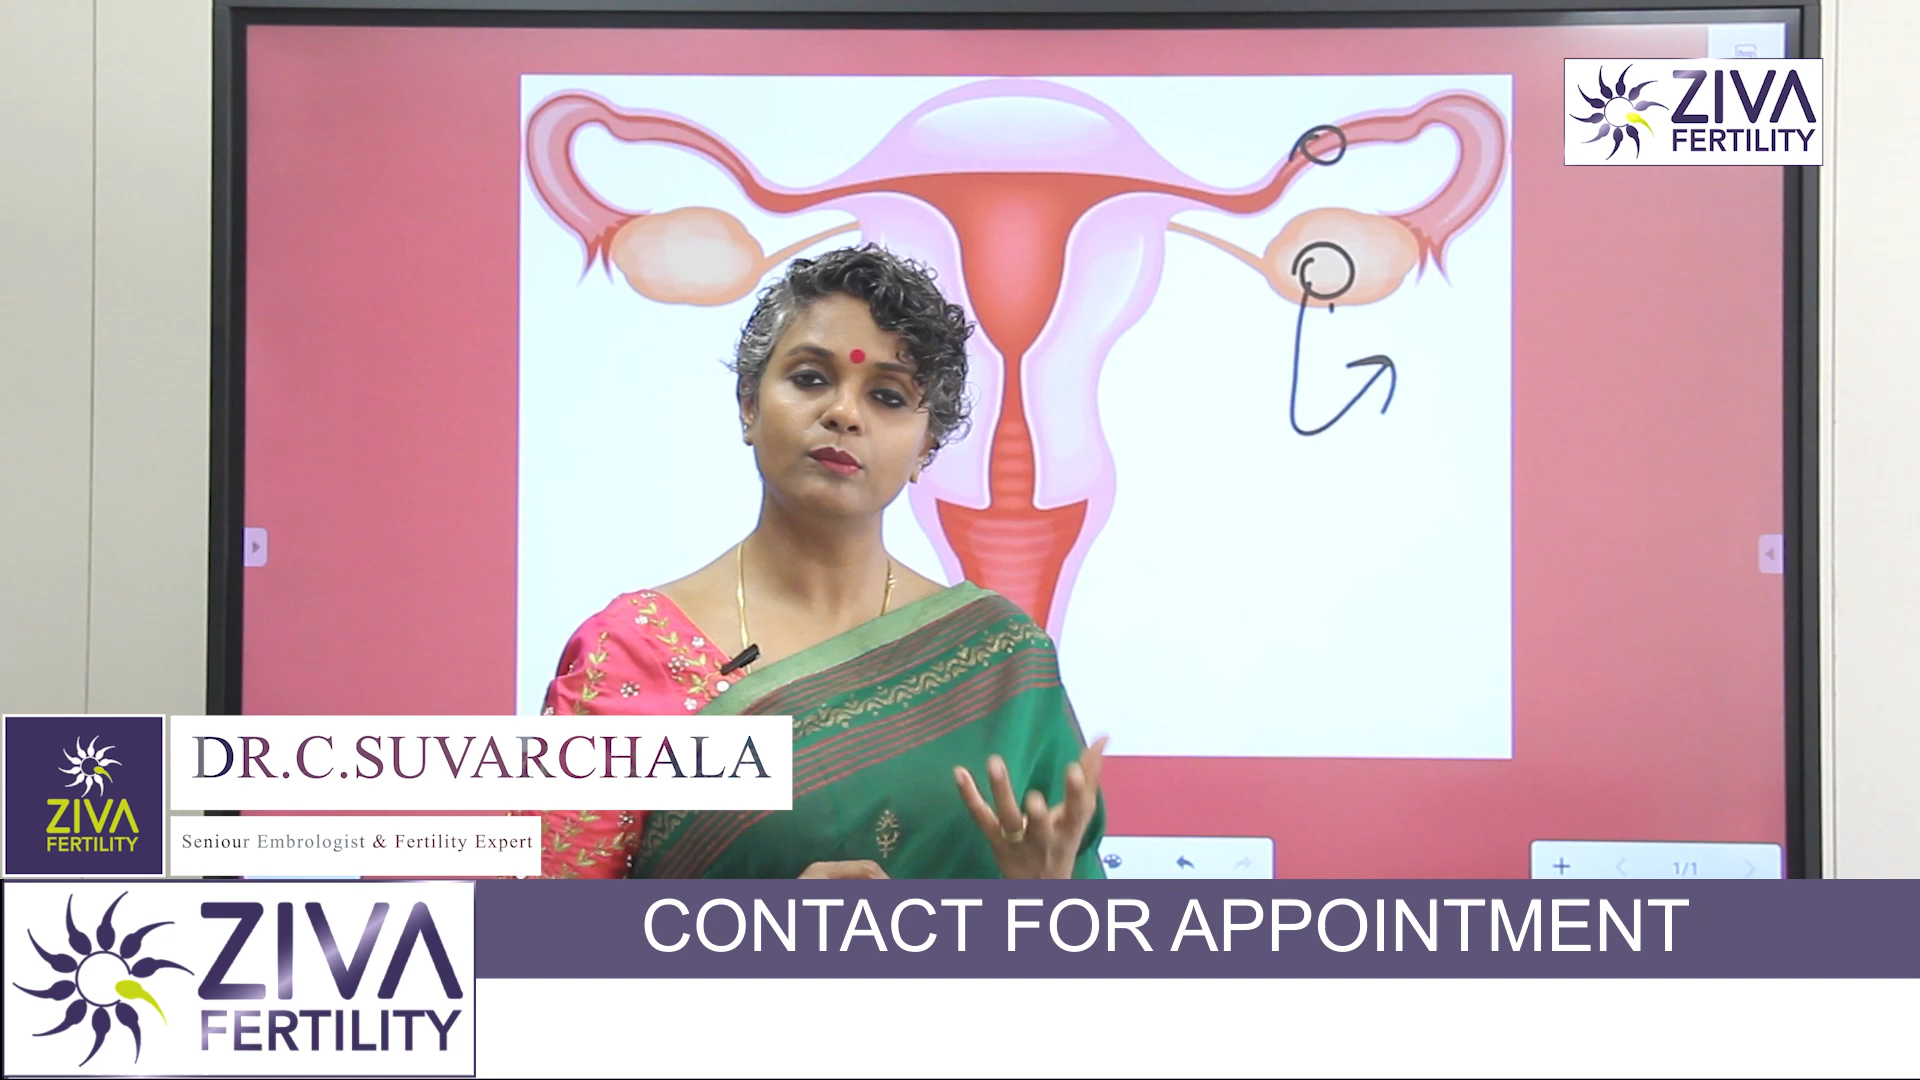 ZIVA
FERTILITY
1/1
DR.C.SUVARCHALA
Seniour Embrologist & Fertility Expert
ZIVA
FERTILITY
CONTACT FOR APPOINTMENT
ZIVA
FERTILITY